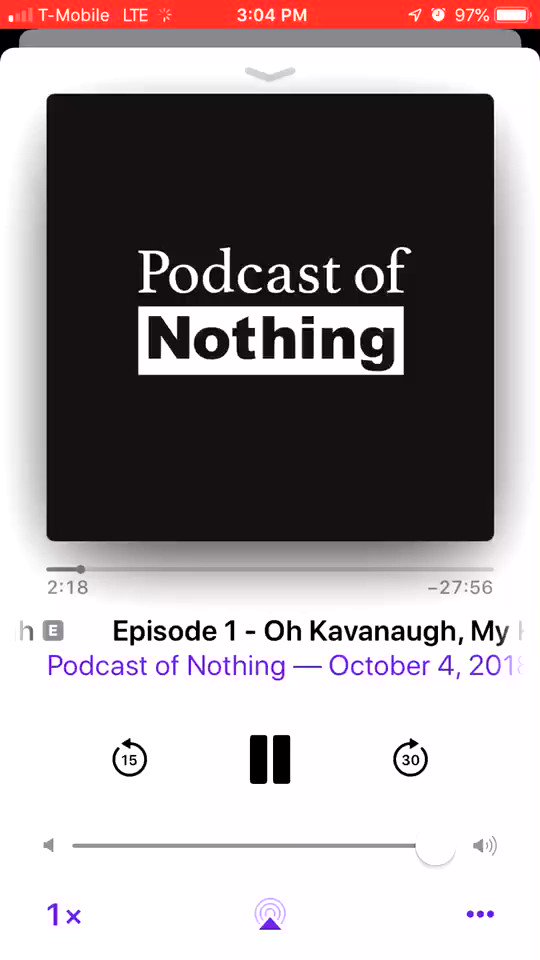 T-Mobile LTE 3:04 PM 97%
Podcast of
Nothing
2:18 −27:56
h E Episode 1 - Oh Kavanaugh, My
Podcast of Nothing — October 4, 2018
15 30
1×